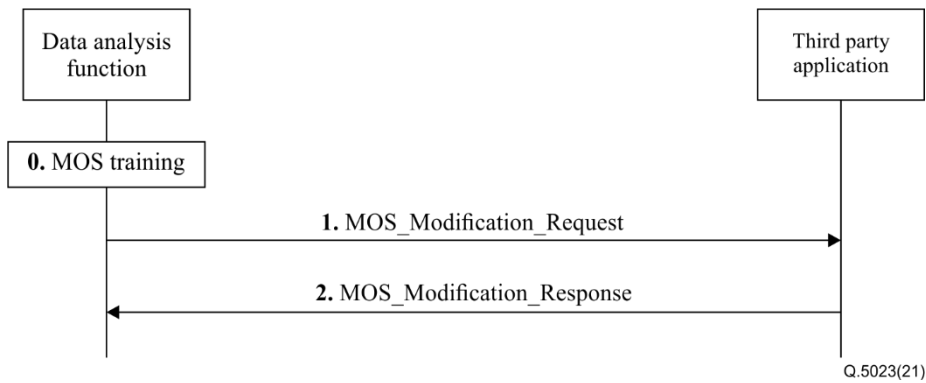 Data analysis
function
Third party
application
0. MOS training
1. MOS_Modification_Request
2. MOS_Modification_Response
Q.5023(21)